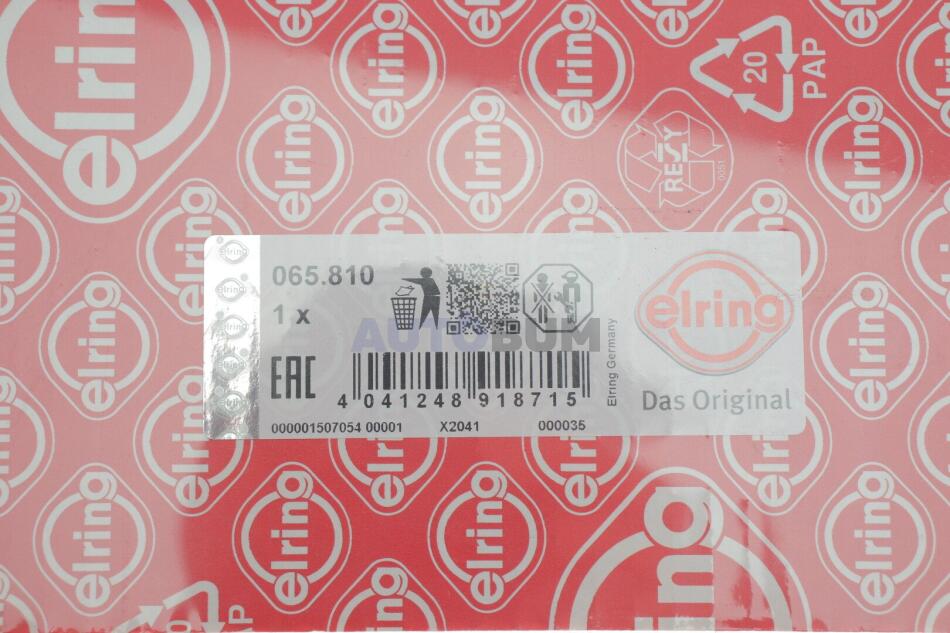 elring
20
PAP
RESY
0051
065.810
1 x
AUTOBUM
EAC
4 041248 918715
000001507054 00001 X2041 000035
Elring Germany
elring
Das Original